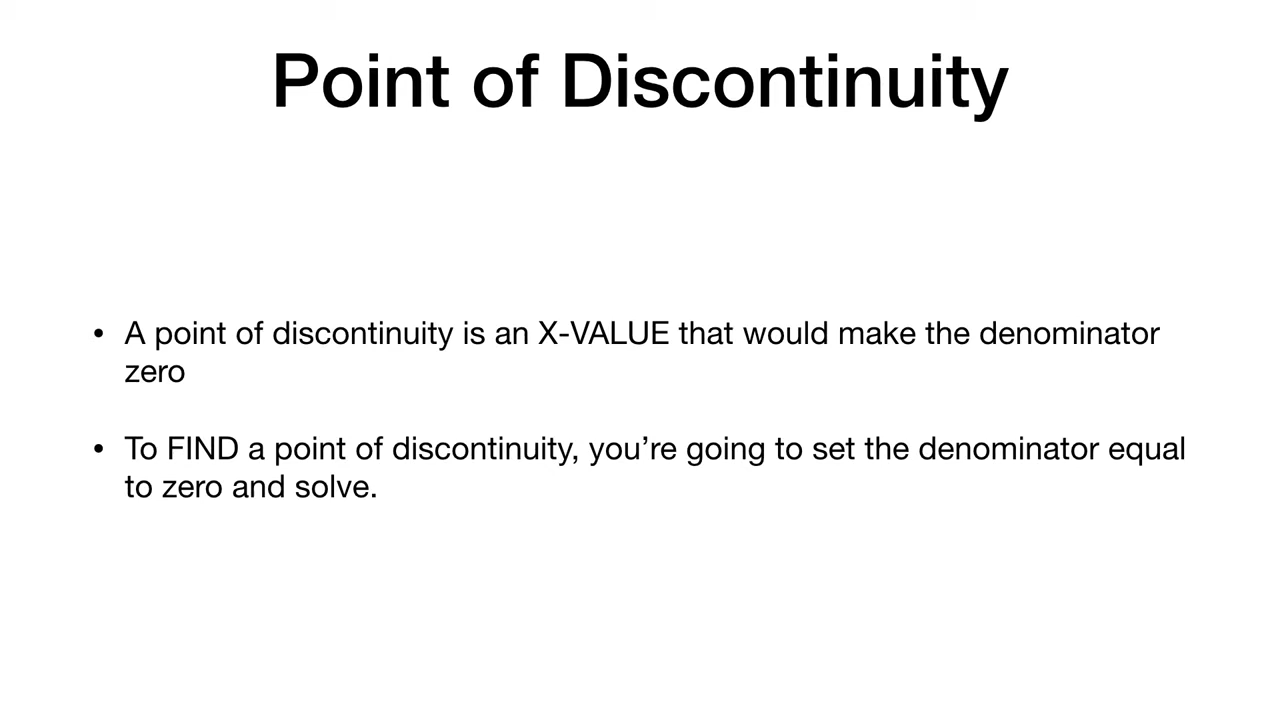 Point of Discontinuity
• A point of discontinuity is an X-VALUE that would make the denominator
zero
• To FIND a point of discontinuity, you’re going to set the denominator equal
to zero and solve.